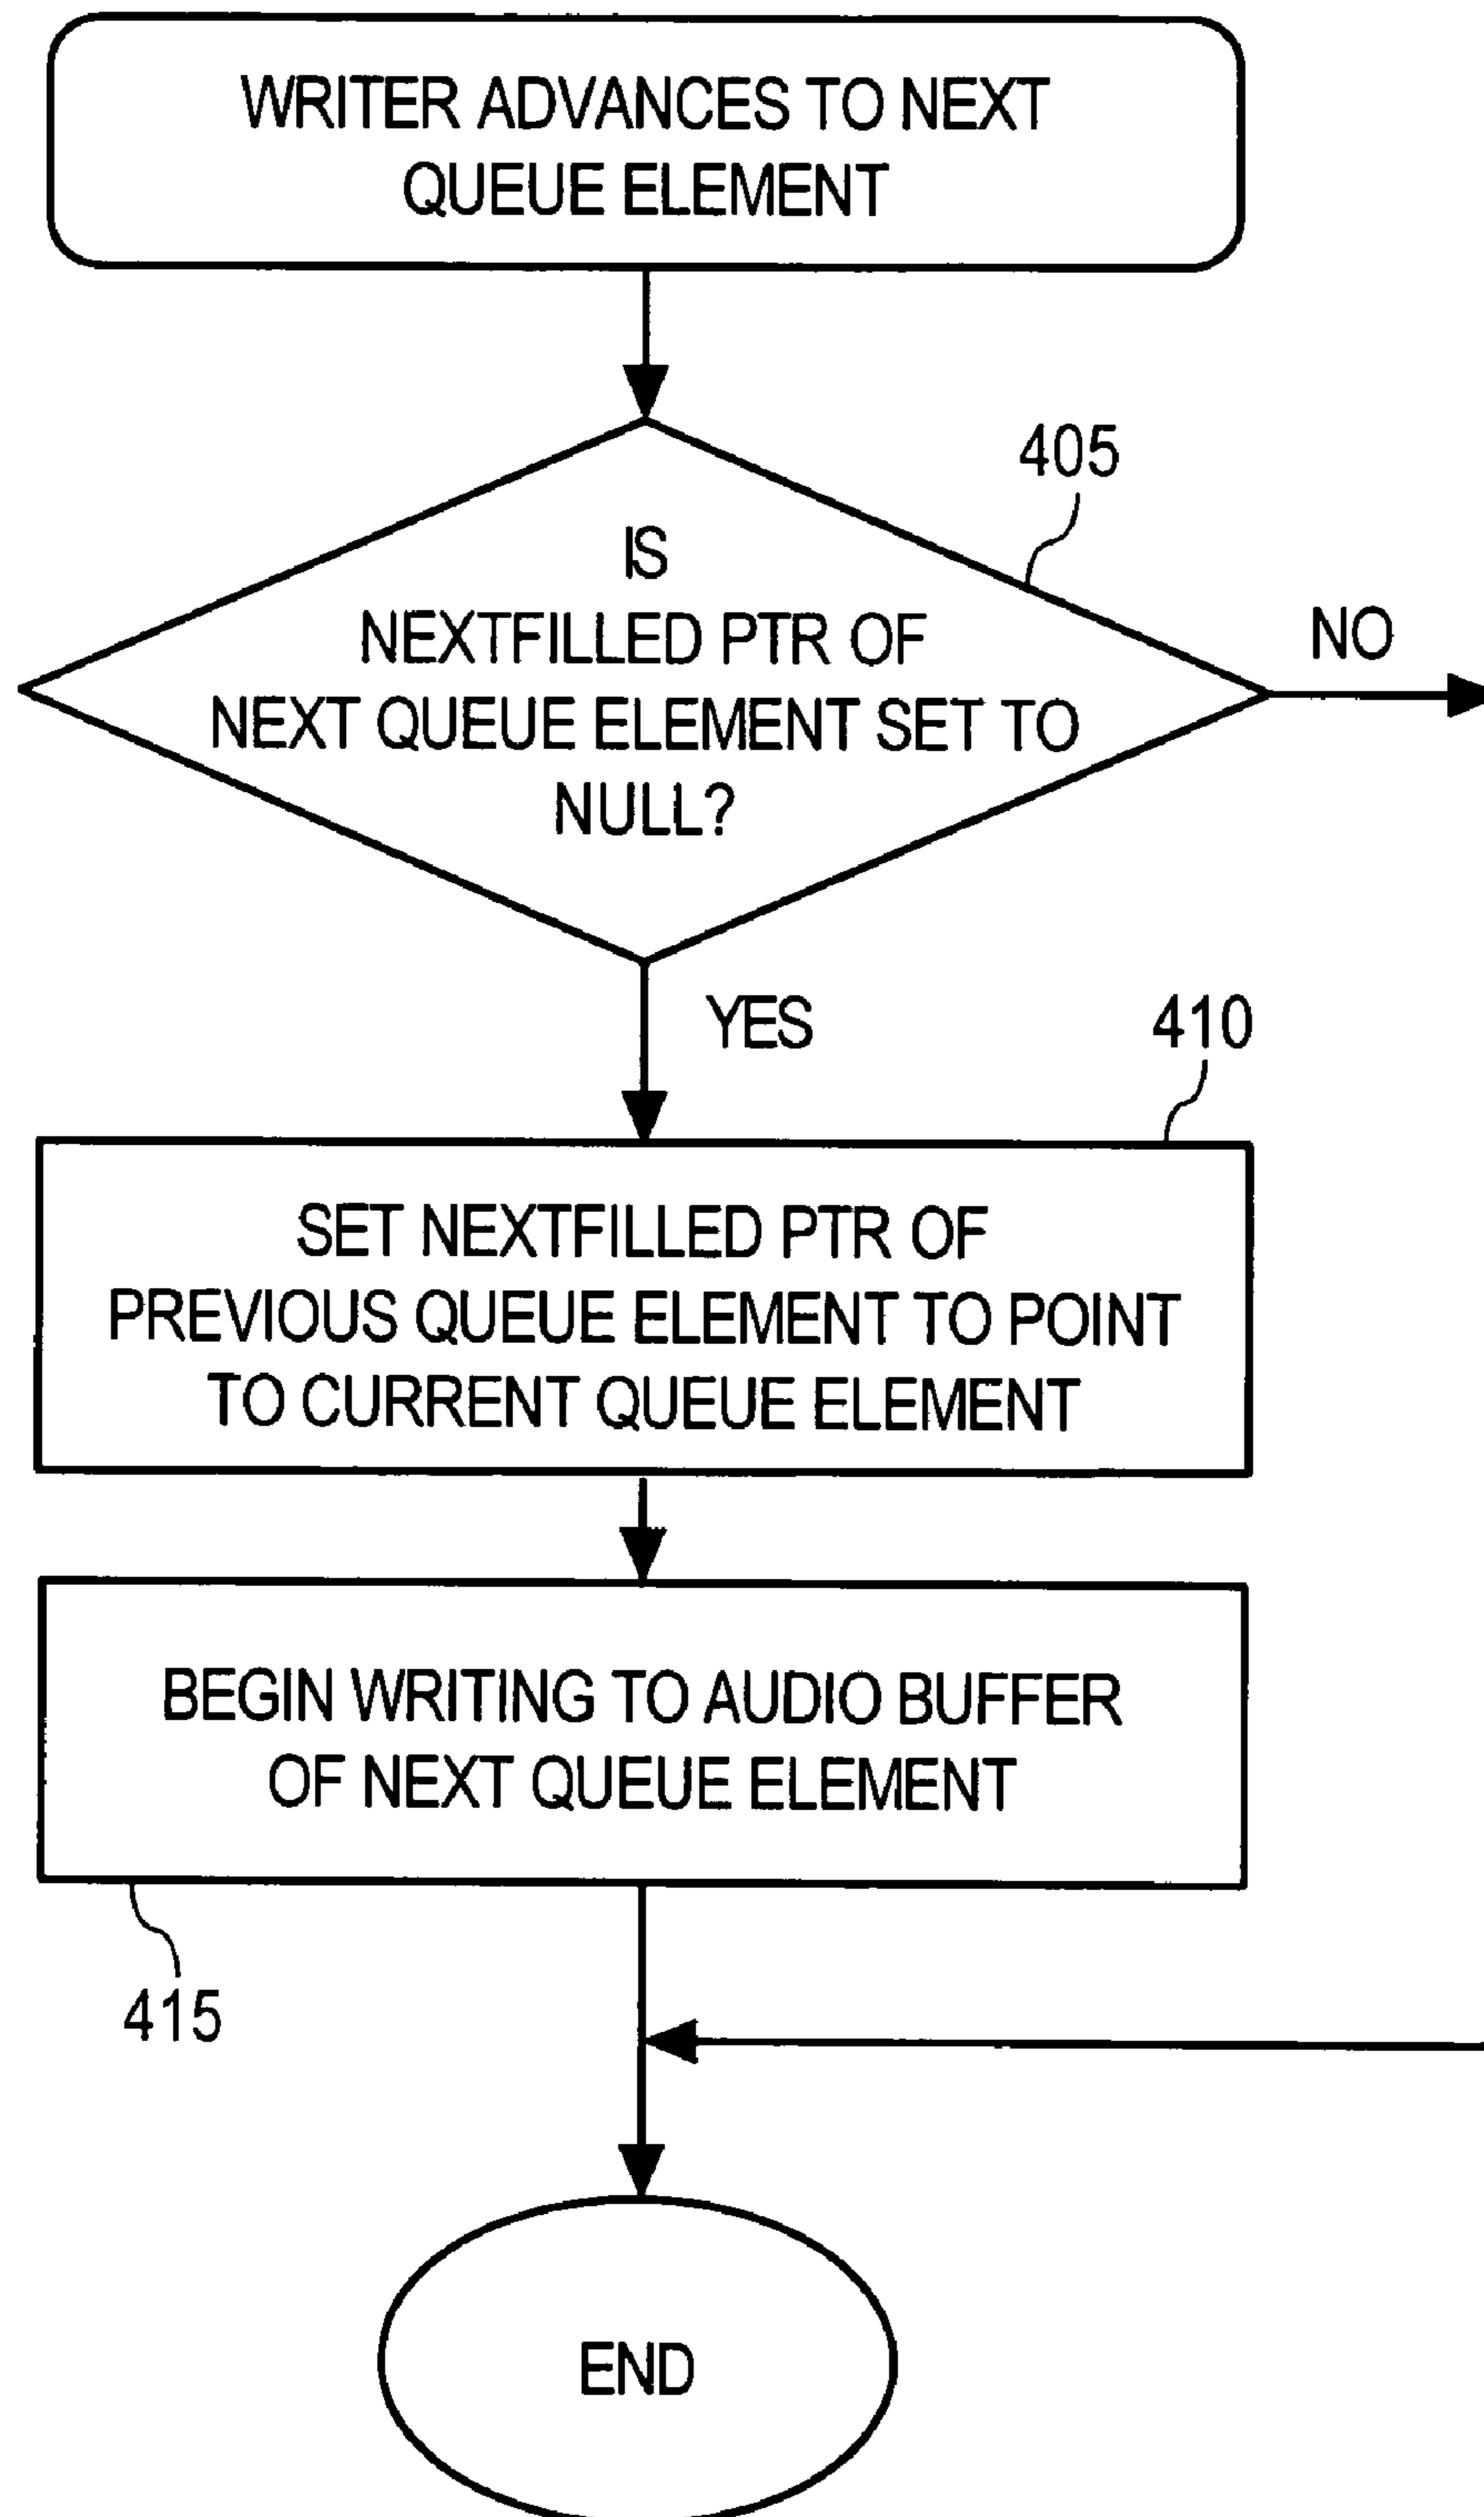 WRITER ADVANCES TO NEXT
QUEUE ELEMENT
405
IS
NEXTFILLED PTR OF
NEXT QUEUE ELEMENT SET TO
NULL?
NO
YES
410
SET NEXTFILLED PTR OF
PREVIOUS QUEUE ELEMENT TO POINT
TO CURRENT QUEUE ELEMENT
BEGIN WRITING TO AUDIO BUFFER
OF NEXT QUEUE ELEMENT
415
END